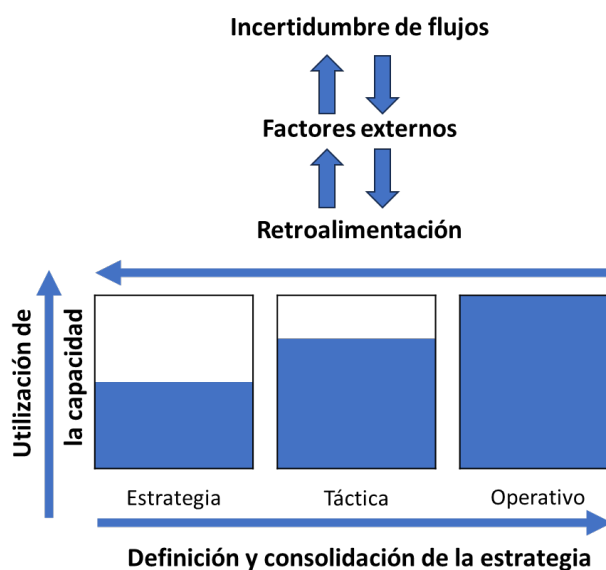 Incertidumbre de flujos
Factores externos
Retroalimentación
Utilización de
la capacidad
Estrategia
Táctica
Operativo
Definición y consolidación de la estrategia